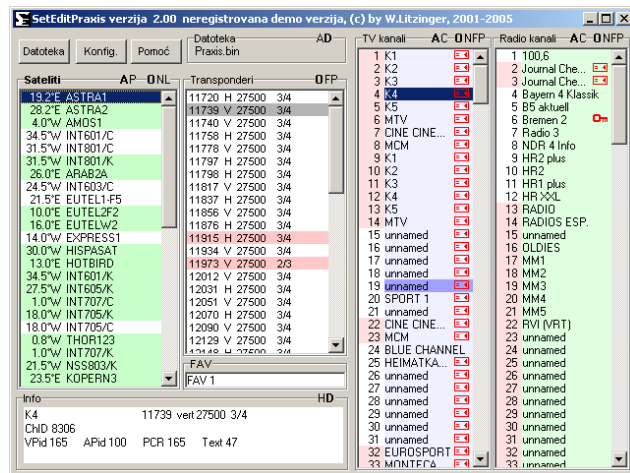 SetEditPraxis verzija 2.00 neregistrovana demo verzija, (c) by W.Litzinger, 2001-2005
Datoteka Konfig. Pomoć
Datoteka AD
Praxis.bin
Sateliti AP ONL
19.2°E ASTRA1
28.2°E ASTRA2
4.0°W AMOS1
34.5°W INT601/C
31.5°W INT801/C
31.5°W INT801/K
26.0°E ARAB2A
24.5°W INT603/C
21.5°E EUTEL1-F5
10.0°E EUTEL2F2
16.0°E EUTELW2
14.0°W EXPRESS1
30.0°W HISPASAT
13.0°E HOTBIRD
34.5°W INT601/K
27.5°W INT605/K
1.0°W INT707/C
18.0°W INT705/K
18.0°W INT705/C
0.8°W THOR123
1.0°W INT707/K
21.5°W NSS803/K
23.5°E KOPERN3
Transponderi OFP
11720 H 27500 3/4
11739 V 27500 3/4
11740 V 27500 3/4
11758 H 27500 3/4
11778 V 27500 3/4
11797 H 27500 3/4
11798 H 27500 3/4
11817 V 27500 3/4
11837 H 27500 3/4
11856 V 27500 3/4
11876 H 27500 3/4
11915 H 27500 3/4
11934 V 27500 3/4
11973 V 27500 2/3
12012 V 27500 3/4
12031 H 27500 3/4
12051 V 27500 3/4
12070 H 27500 3/4
12090 V 27500 3/4
12129 V 27500 3/4
12148 H 27500 3/4
FAV
FAV 1
Info HD
K4 11739 vert 27500 3/4
ChID 8306
VPid 165 APid 100 PCR 165 Text 47
TV kanali AC ONFP
1 K1
2 K2
3 K3
4 K4
5 K5
6 MTV
7 CINE CINE...
8 MCM
9 K1
10 K2
11 K3
12 K4
13 K5
14 MTV
15 unnamed
16 unnamed
17 unnamed
18 unnamed
19 unnamed
20 SPORT 1
21 unnamed
22 CINE CINE...
23 MCM
24 BLUE CHANNEL
25 HEIMATKA...
26 unnamed
27 unnamed
28 unnamed
29 unnamed
30 unnamed
31 unnamed
32 EUROSPORT
33 MONTECA...
Radio kanali AC ONFP
1 100,6
2 Journal Che...
3 Journal Che...
4 Bayern 4 Klassik
5 B5 aktuell
6 Bremen 2
7 Radio 3
8 NDR 4 Info
9 HR2 plus
10 HR2
11 HR1 plus
12 HR XXL
13 RADIO
14 RADIOS ESP.
15 unnamed
16 OLDIES
17 MM1
18 MM2
19 MM3
20 MM4
21 MM5
22 RVI (VRT)
23 unnamed
24 unnamed
25 unnamed
26 unnamed
27 unnamed
28 unnamed
29 unnamed
30 unnamed
31 unnamed
32 unnamed
33 unnamed